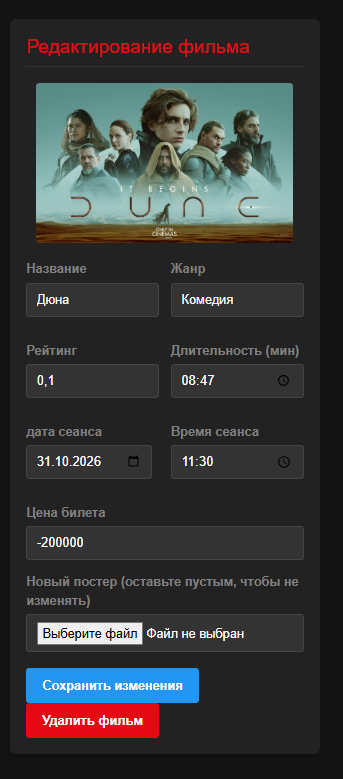 Редактирование фильма
IT BEGINS
DUNE
ONLY IN
CINEMAS
Название Жанр
Дюна Комедия
Рейтинг Длительность (мин)
0,1 08:47
дата сеанса Время сеанса
31.10.2026 11:30
Цена билета
-200000
Новый постер (оставьте пустым, чтобы не
изменять)
Выберите файл Файл не выбран
Сохранить изменения
Удалить фильм